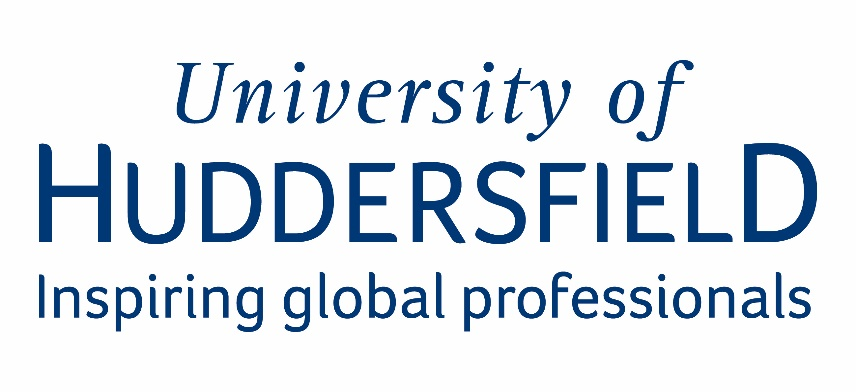 University of
HUDDERSFIELD
Inspiring global professionals